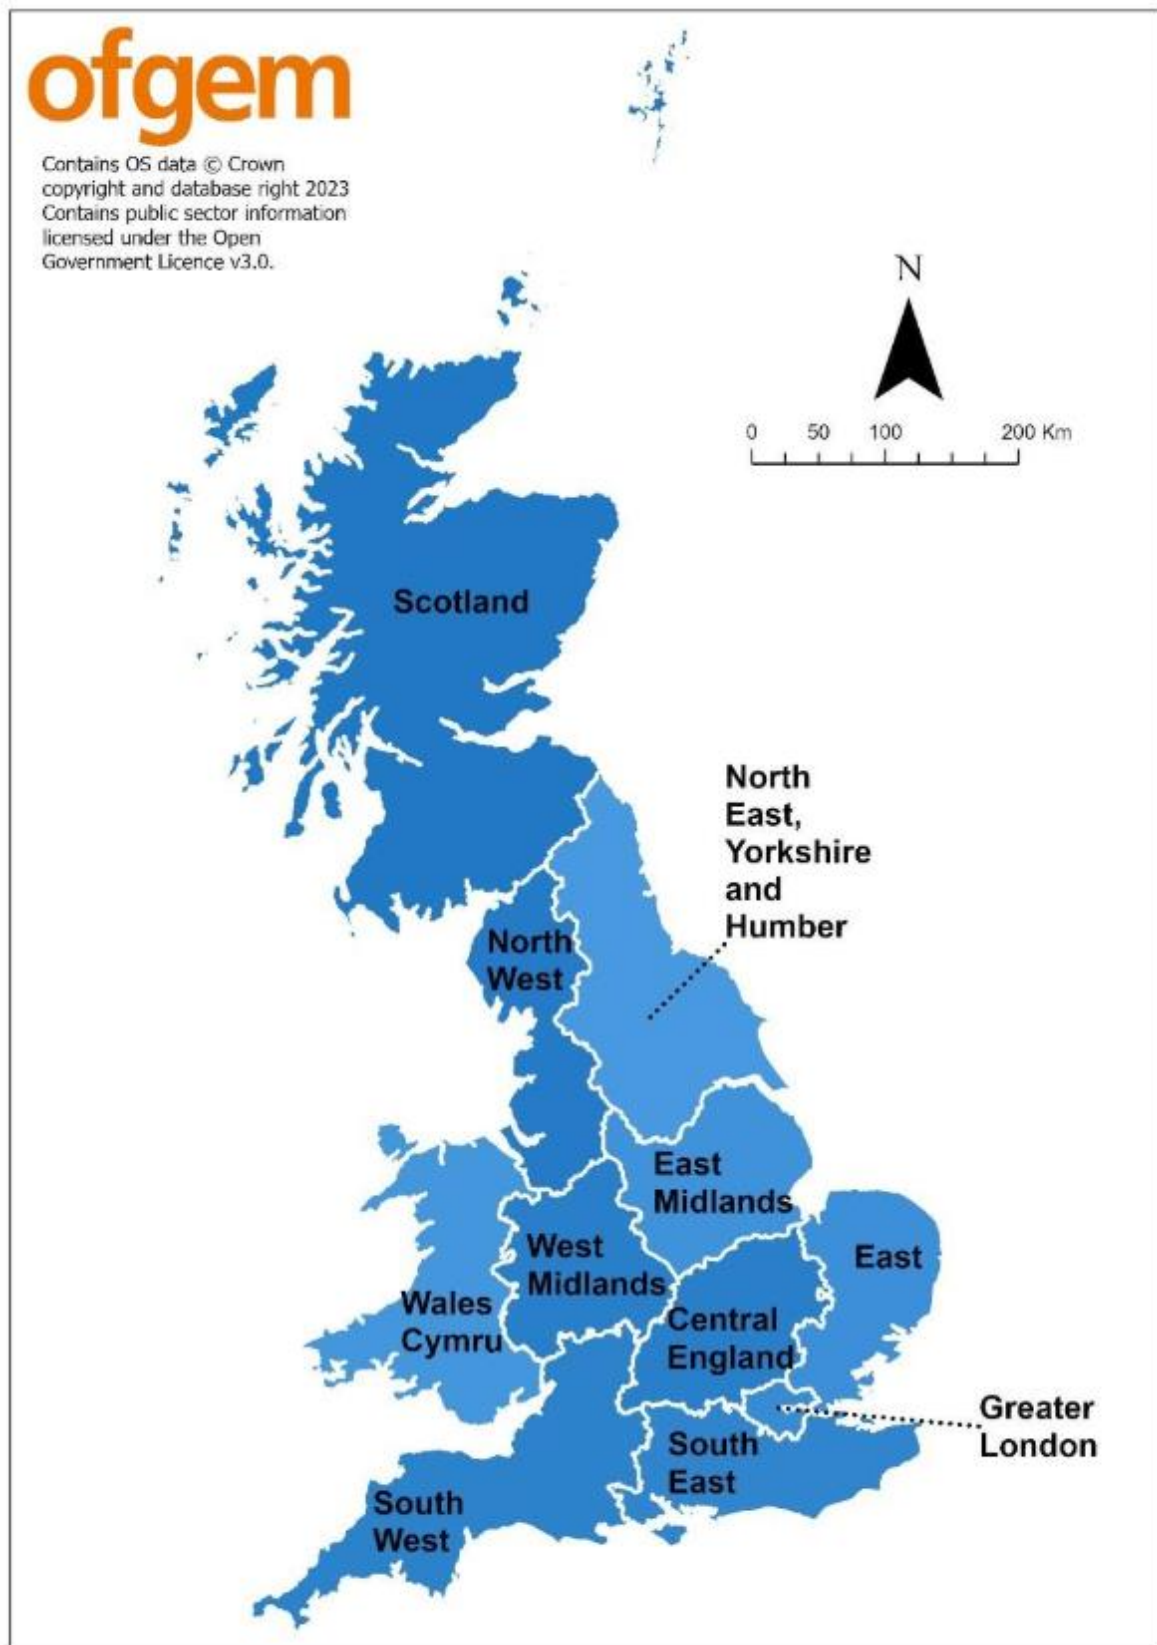 ofgem
Contains OS data © Crown
copyright and database right 2023
Contains public sector information
licensed under the Open
Government Licence v3.0.
N
0 50 100 200 Km
Scotland
North
East,
Yorkshire
and
Humber
North
West
East
Midlands
West
Midlands
East
Wales
Cymru
Central
England
Greater
London
South
East
South
West